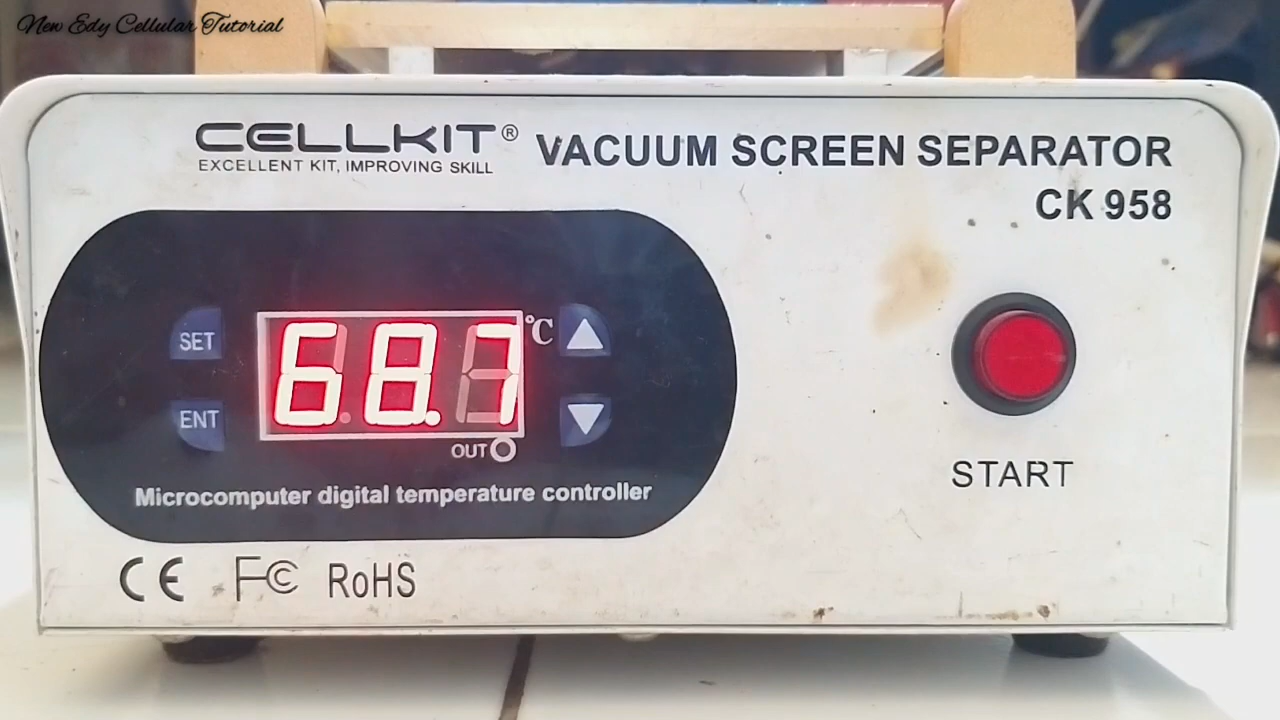 New Edy Cellular Tutorial
CELLKIT®
EXCELLENT KIT, IMPROVING SKILL
VACUUM SCREEN SEPARATOR
CK 958
SET
ENT
68.7
°C
OUT
Microcomputer digital temperature controller
START
CE FC RoHS